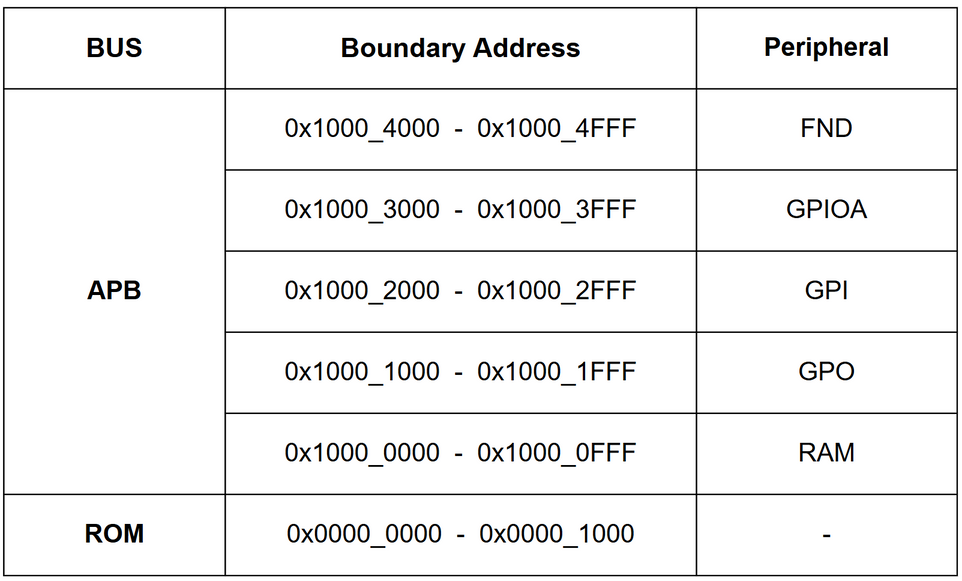 BUS Boundary Address Peripheral
0x1000_4000 - 0x1000_4FFF FND
0x1000_3000 - 0x1000_3FFF GPIOA
APB 0x1000_2000 - 0x1000_2FFF GPI
0x1000_1000 - 0x1000_1FFF GPO
0x1000_0000 - 0x1000_0FFF RAM
ROM 0x0000_0000 - 0x0000_1000 -